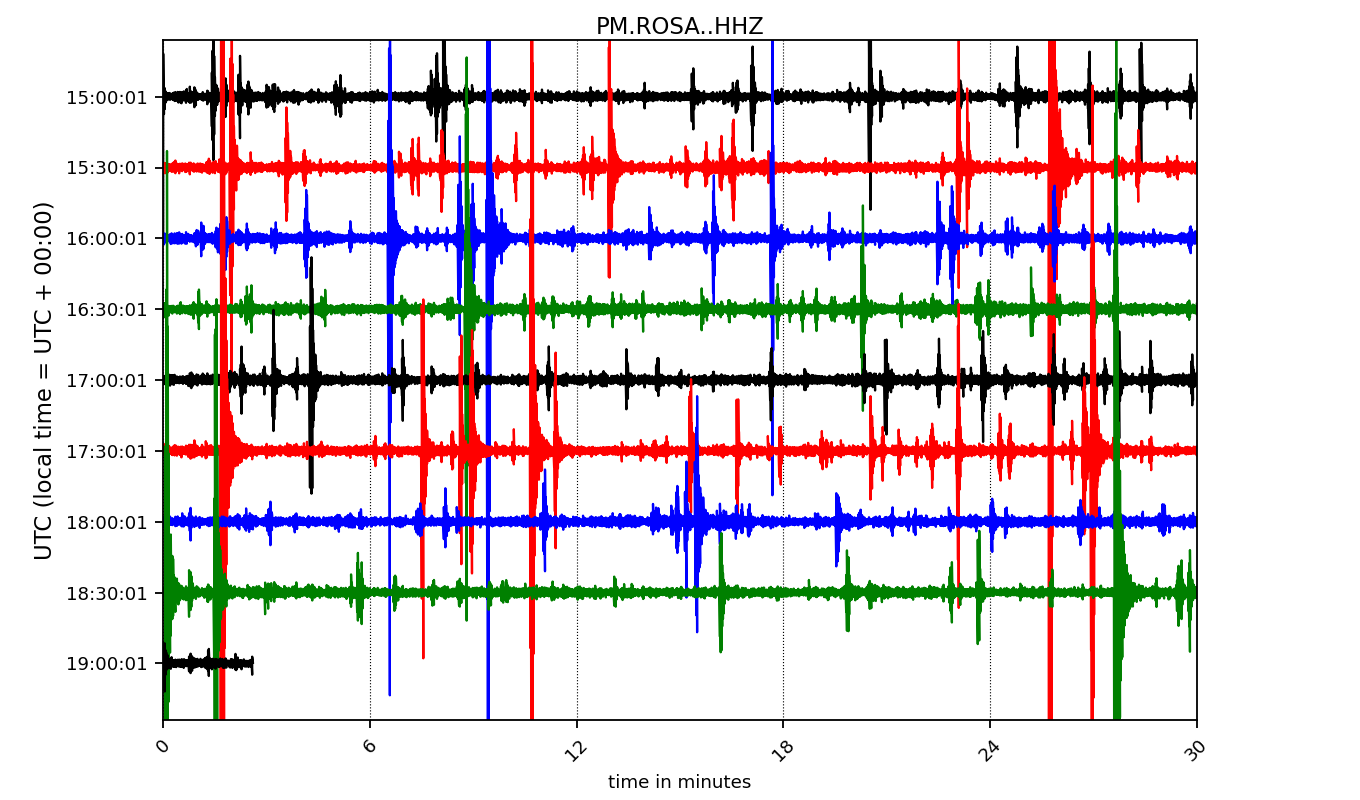 PM.ROSA..HHZ
UTC (local time = UTC + 00:00)
15:00:01
15:30:01
16:00:01
16:30:01
17:00:01
17:30:01
18:00:01
18:30:01
19:00:01
0 6 12 18 24 30
time in minutes